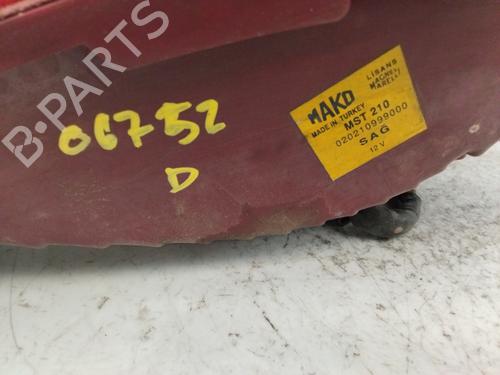 B-PARTS
06752
D
MAKO
LISANS
MAGNETI
MARELLI
MADE IN TURKEY
MST 210
020210999000
SAG
12 V